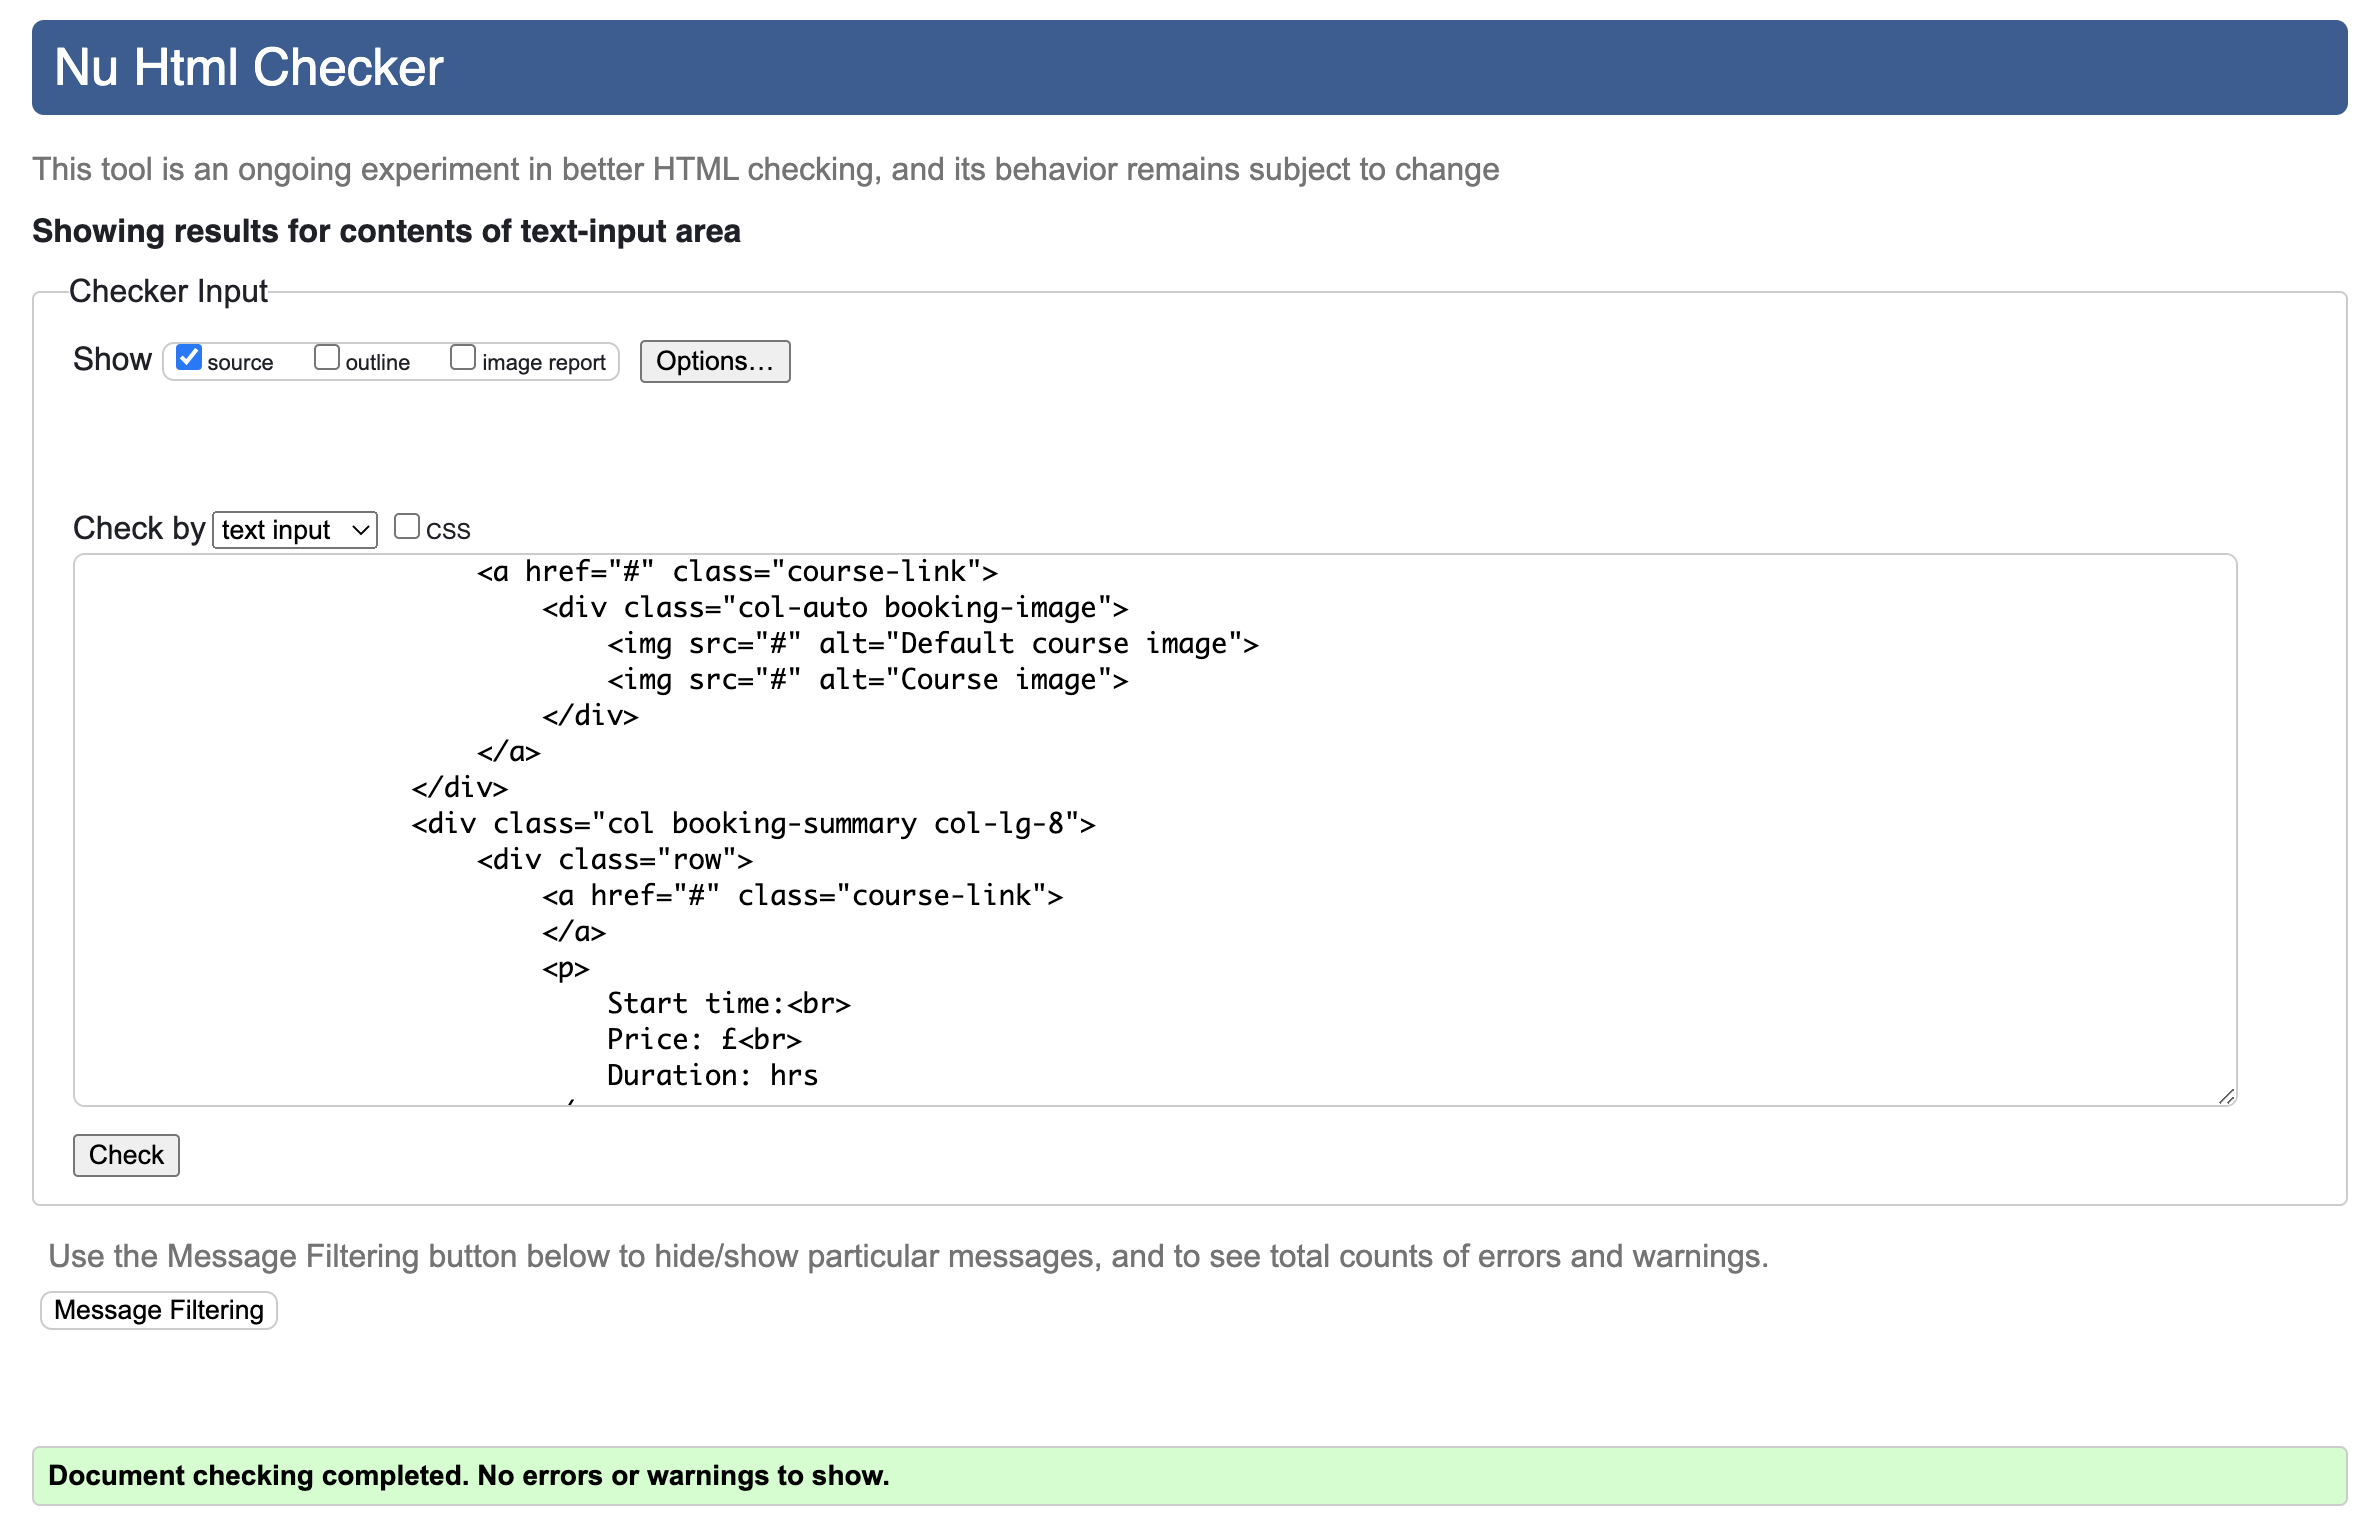 Nu Html Checker
This tool is an ongoing experiment in better HTML checking, and its behavior remains subject to change
Showing results for contents of text-input area
Checker Input
Show source outline image report Options...
Check by text input css
<a href="#" class="course-link">
<div class="col-auto booking-image">
<img src="#" alt="Default course image">
<img src="#" alt="Course image">
</div>
</a>
</div>
<div class="col booking-summary col-lg-8">
<div class="row">
<a href="#" class="course-link">
</a>
<p>
Start time:<br>
Price: £<br>
Duration: hrs
Check
Use the Message Filtering button below to hide/show particular messages, and to see total counts of errors and warnings.
Message Filtering
Document checking completed. No errors or warnings to show.